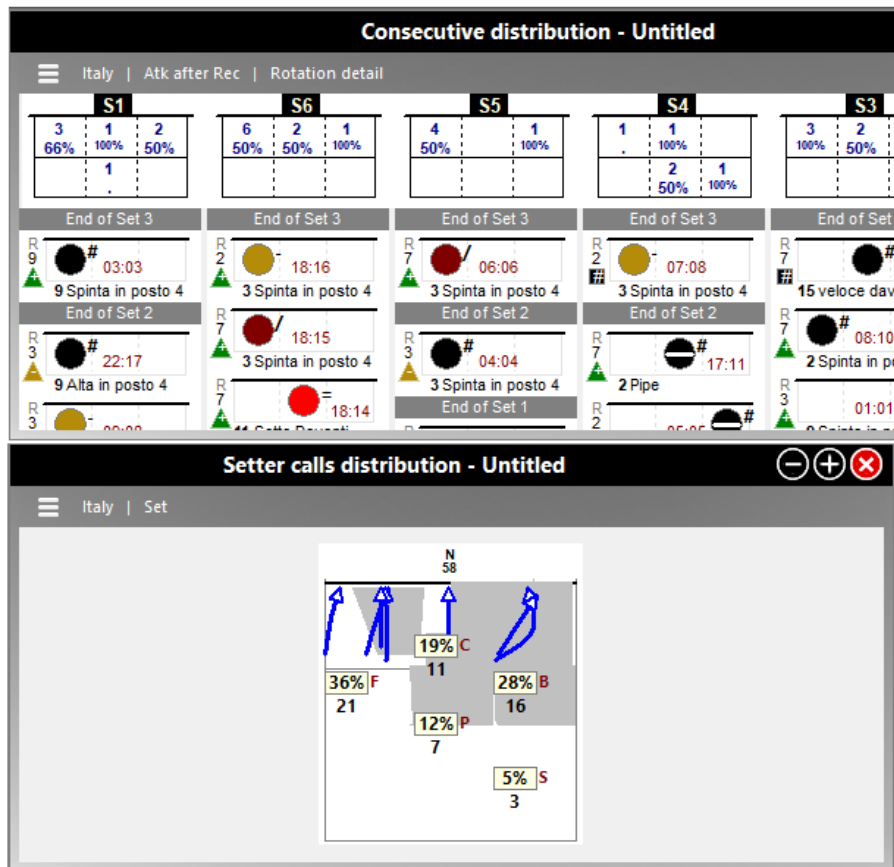 Consecutive distribution - Untitled
Italy | Atk after Rec | Rotation detail
S1 S6 S5 S4 S3
3 1 2 6 2 1 4 1 1 1 3 2
66% 100% 50% 50% 50% 100% 50% 100% . 100% 100% 50%
1 2 1
. 50% 100%
End of Set 3 End of Set 3 End of Set 3 End of Set 3 End of Set
R 9 + # 03:03 R 2 + - 18:16 R 7 + / 06:06 R 2 # - 07:08 R 7 # #
9 Spinta in posto 4 3 Spinta in posto 4 3 Spinta in posto 4 3 Spinta in posto 4 15 veloce dav
End of Set 2 R 7 + / 18:15 End of Set 2 End of Set 2 R 7 + # 08:10
R 3 - # 22:17 3 Spinta in posto 4 R 3 - # 04:04 R 7 + # 17:11 2 Spinta in p
9 Alta in posto 4 R 7 + = 18:14 3 Spinta in posto 4 2 Pipe R 3 + 01:01
R 3 - End of Set 1 R 2 #
Setter calls distribution - Untitled
Italy | Set
N
58
19% C
11
36% F 28% B
21 16
12% P
7
5% S
3